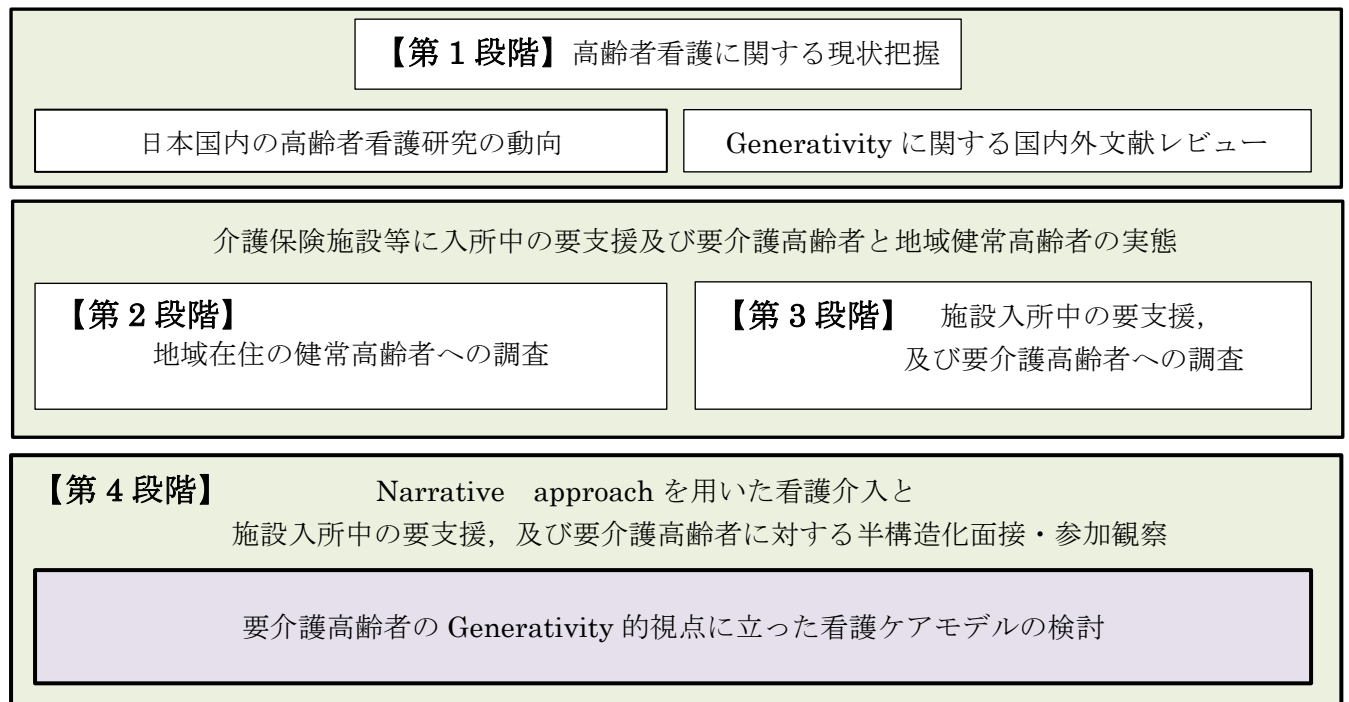 【第 1 段階】高齢者看護に関する現状把握
日本国内の高齢者看護研究の動向
Generativity に関する国内外文献レビュー
介護保険施設等に入所中の要支援及び要介護高齢者と地域健常高齢者の実態
【第 2 段階】
地域在住の健常高齢者への調査
【第 3 段階】 施設入所中の要支援，
及び要介護高齢者への調査
【第 4 段階】 Narrative approach を用いた看護介入と
施設入所中の要支援，及び要介護高齢者に対する半構造化面接・参加観察
要介護高齢者の Generativity 的視点に立った看護ケアモデルの検討